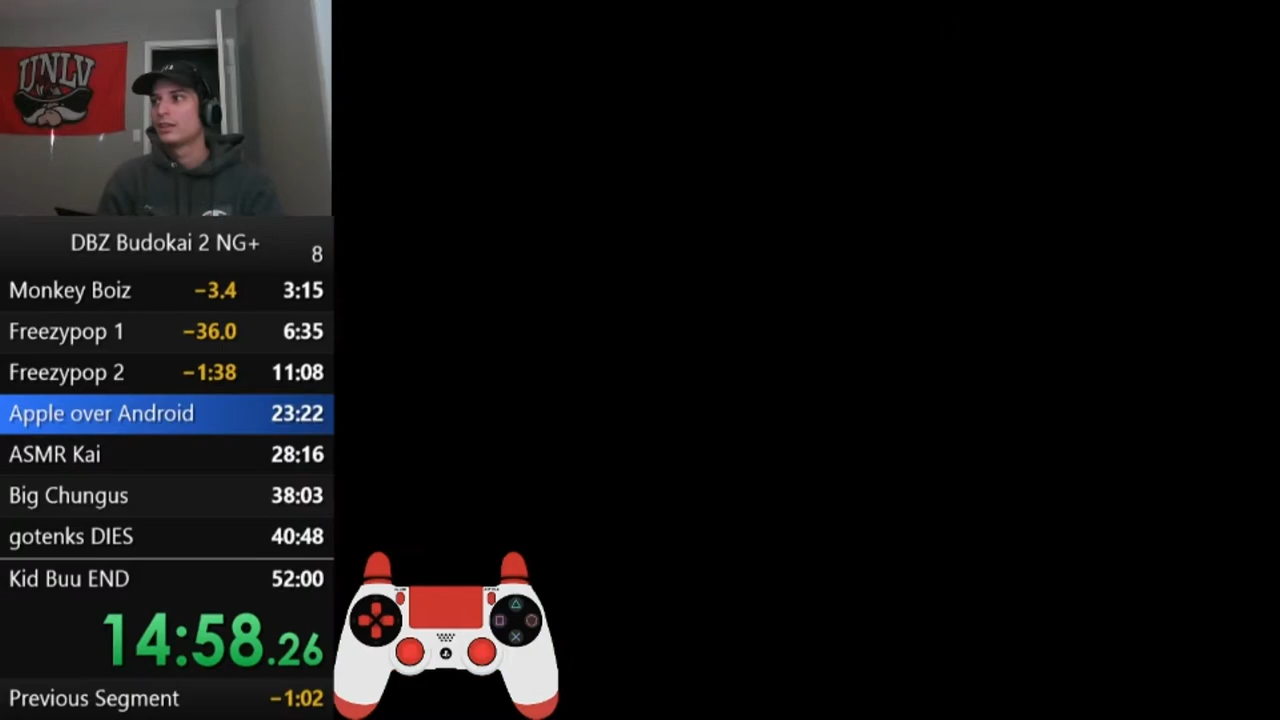 UNLV
DBZ Budokai 2 NG+
8
Monkey Boiz −3.4 3:15
Freezypop 1 −36.0 6:35
Freezypop 2 −1:38 11:08
Apple over Android 23:22
ASMR Kai 28:16
Big Chungus 38:03
gotenks DIES 40:48
Kid Buu END 52:00
14:58.26
Previous Segment −1:02